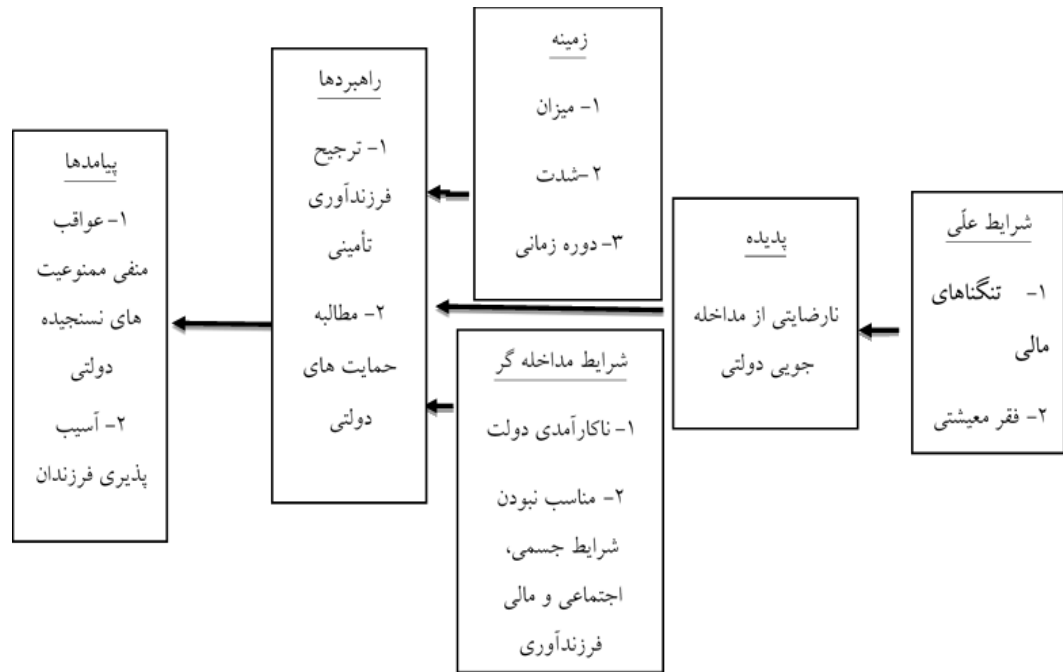 شرایط علّی
۱- تنگناهای
مالی
۲- فقر معیشتی
پدیده
نارضایتی از مداخله
جویی دولتی
زمینه
۱- میزان
۲-شدت
۳- دوره زمانی
شرایط مداخله گر
۱- ناکارآمدی دولت
۲- مناسب نبودن
شرایط جسمی،
اجتماعی و مالی
فرزندآوری
راهبردها
۱- ترجیح
فرزندآوری
تأمینی
۲- مطالبه
حمایت های
دولتی
پیامدها
۱- عواقب
منفی ممنوعیت
های نسنجیده
دولتی
۲- آسیب
پذیری فرزندان